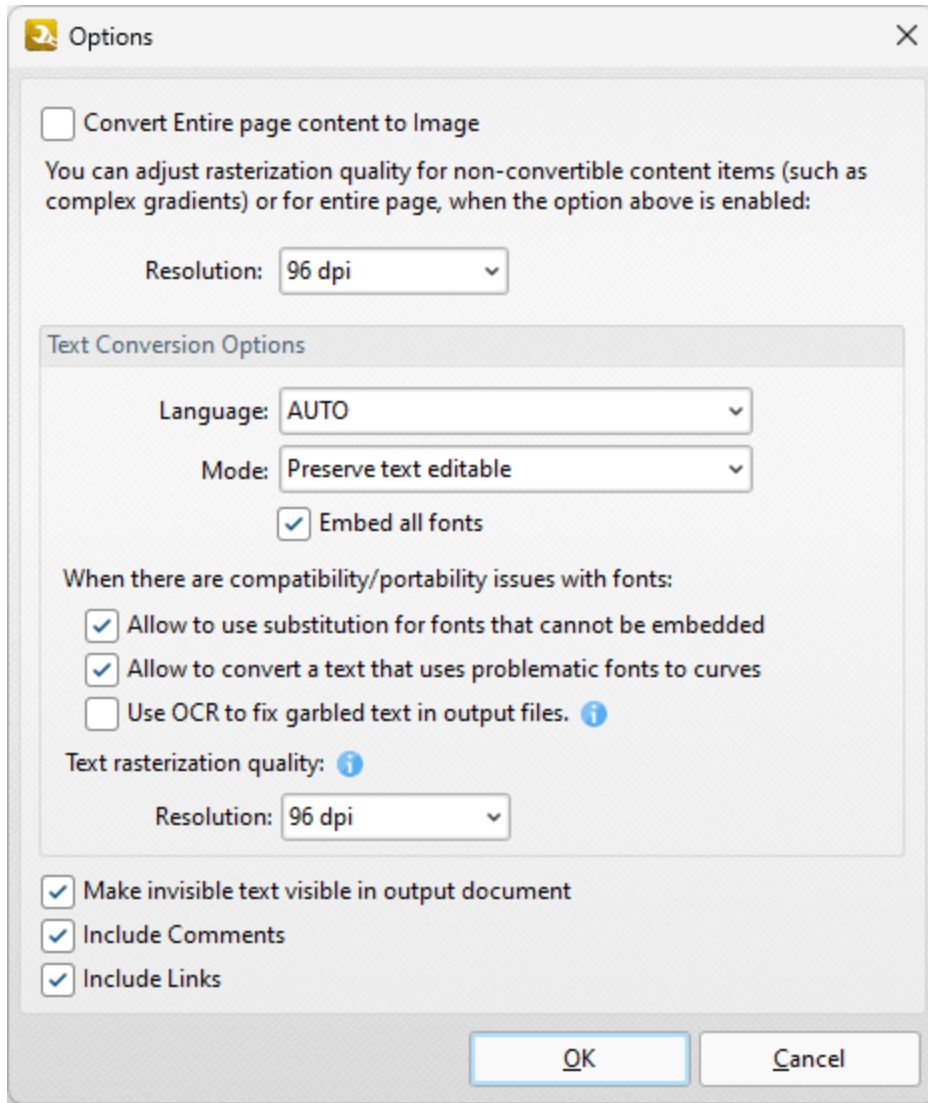 Options
Convert Entire page content to Image
You can adjust rasterization quality for non-convertible content items (such as
complex gradients) or for entire page, when the option above is enabled:
Resolution: 96 dpi
Text Conversion Options
Language: AUTO
Mode: Preserve text editable
Embed all fonts
When there are compatibility/portability issues with fonts:
Allow to use substitution for fonts that cannot be embedded
Allow to convert a text that uses problematic fonts to curves
Use OCR to fix garbled text in output files.
Text rasterization quality:
Resolution: 96 dpi
Make invisible text visible in output document
Include Comments
Include Links
OK Cancel